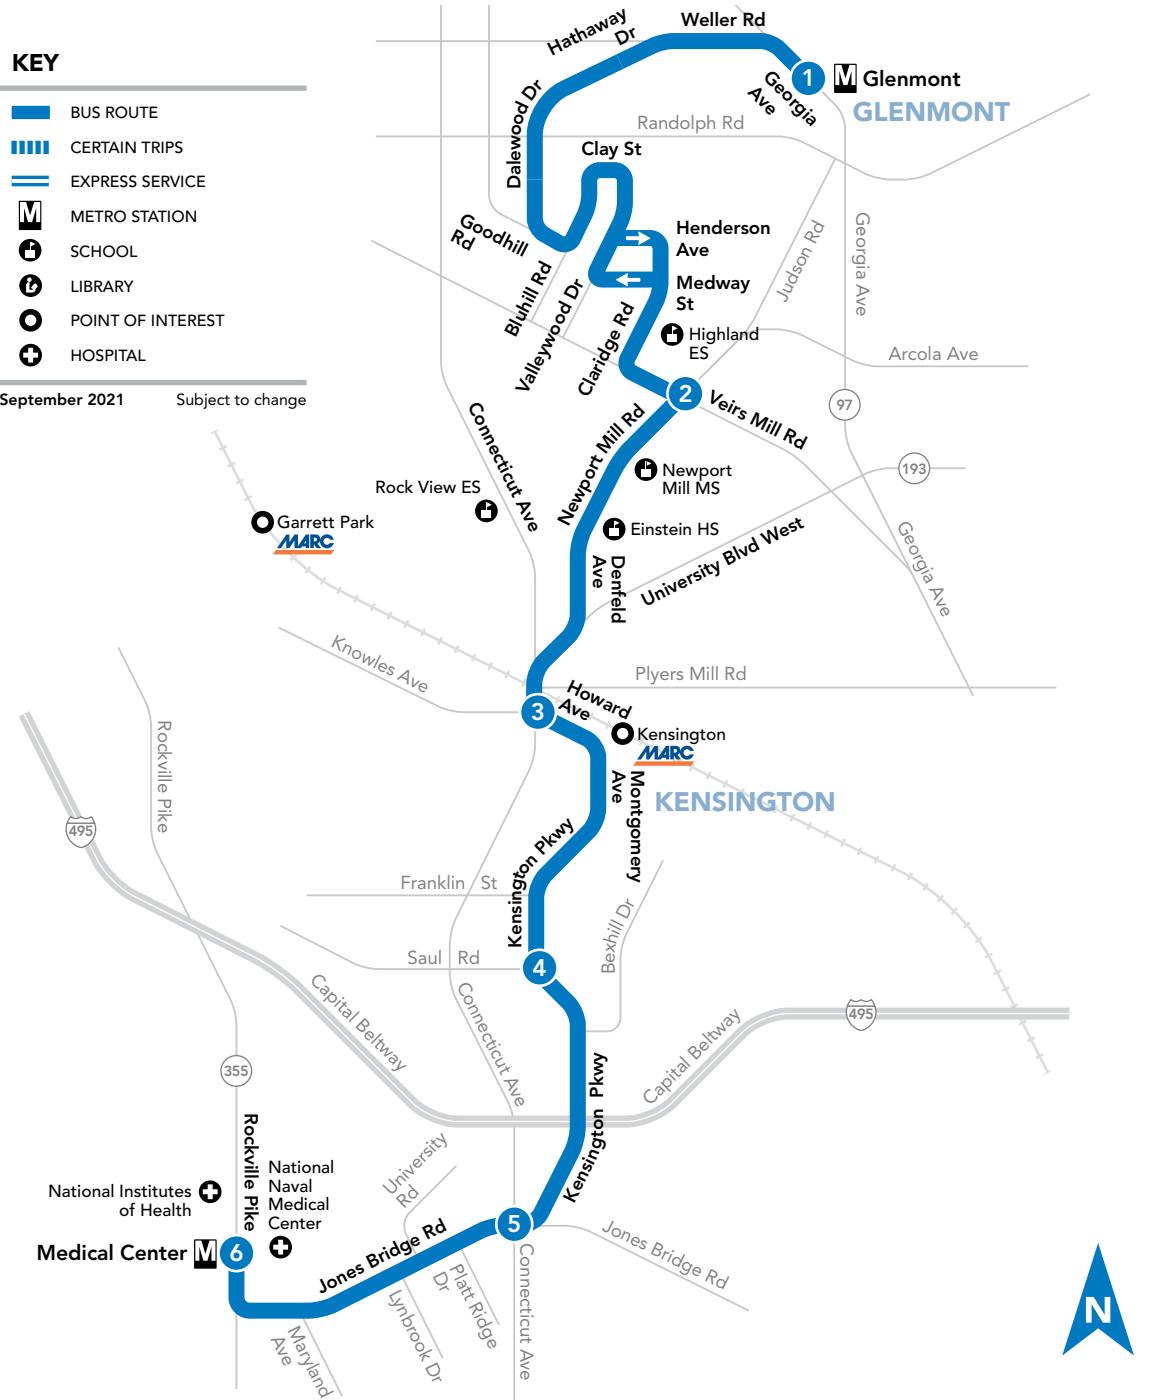 KEY
BUS ROUTE
CERTAIN TRIPS
EXPRESS SERVICE
M METRO STATION
SCHOOL
LIBRARY
POINT OF INTEREST
HOSPITAL
September 2021 Subject to change
Weller Rd
Hathaway
Dr
1
M Glenmont
GLENMONT
Georgia
Ave
Randolph Rd
Dalewood Dr
Clay St
Goodhill
Rd
Henderson
Ave
Medway
St
Judson Rd
Georgia Ave
Bluhill Rd
Valleywood Dr
Claridge Rd
Highland
ES
Arcola Ave
2
Veirs Mill Rd
97
Connecticut Ave
Newport Mill Rd
Newport
Mill MS
193
Rock View ES
Garrett Park
MARC
Einstein HS
University Blvd West
Georgia Ave
Denfeld
Ave
Knowles Ave
Plyers Mill Rd
3
Howard
Ave
Kensington
MARC
KENSINGTON
Montgomery
Ave
Rockville Pike
495
Kensington Pkwy
Franklin St
Bexhill Dr
Saul Rd
4
Capital Beltway
Connecticut Ave
Capital Beltway
495
355
Kensington Pkwy
Rockville Pike
University
Rd
National
Naval
Medical
Center
National Institutes
of Health
Medical Center M
6
5
Jones Bridge Rd
Jones Bridge Rd
Connecticut Ave
Platt Ridge
Dr
Lynbrook Dr
Maryland
Ave
N